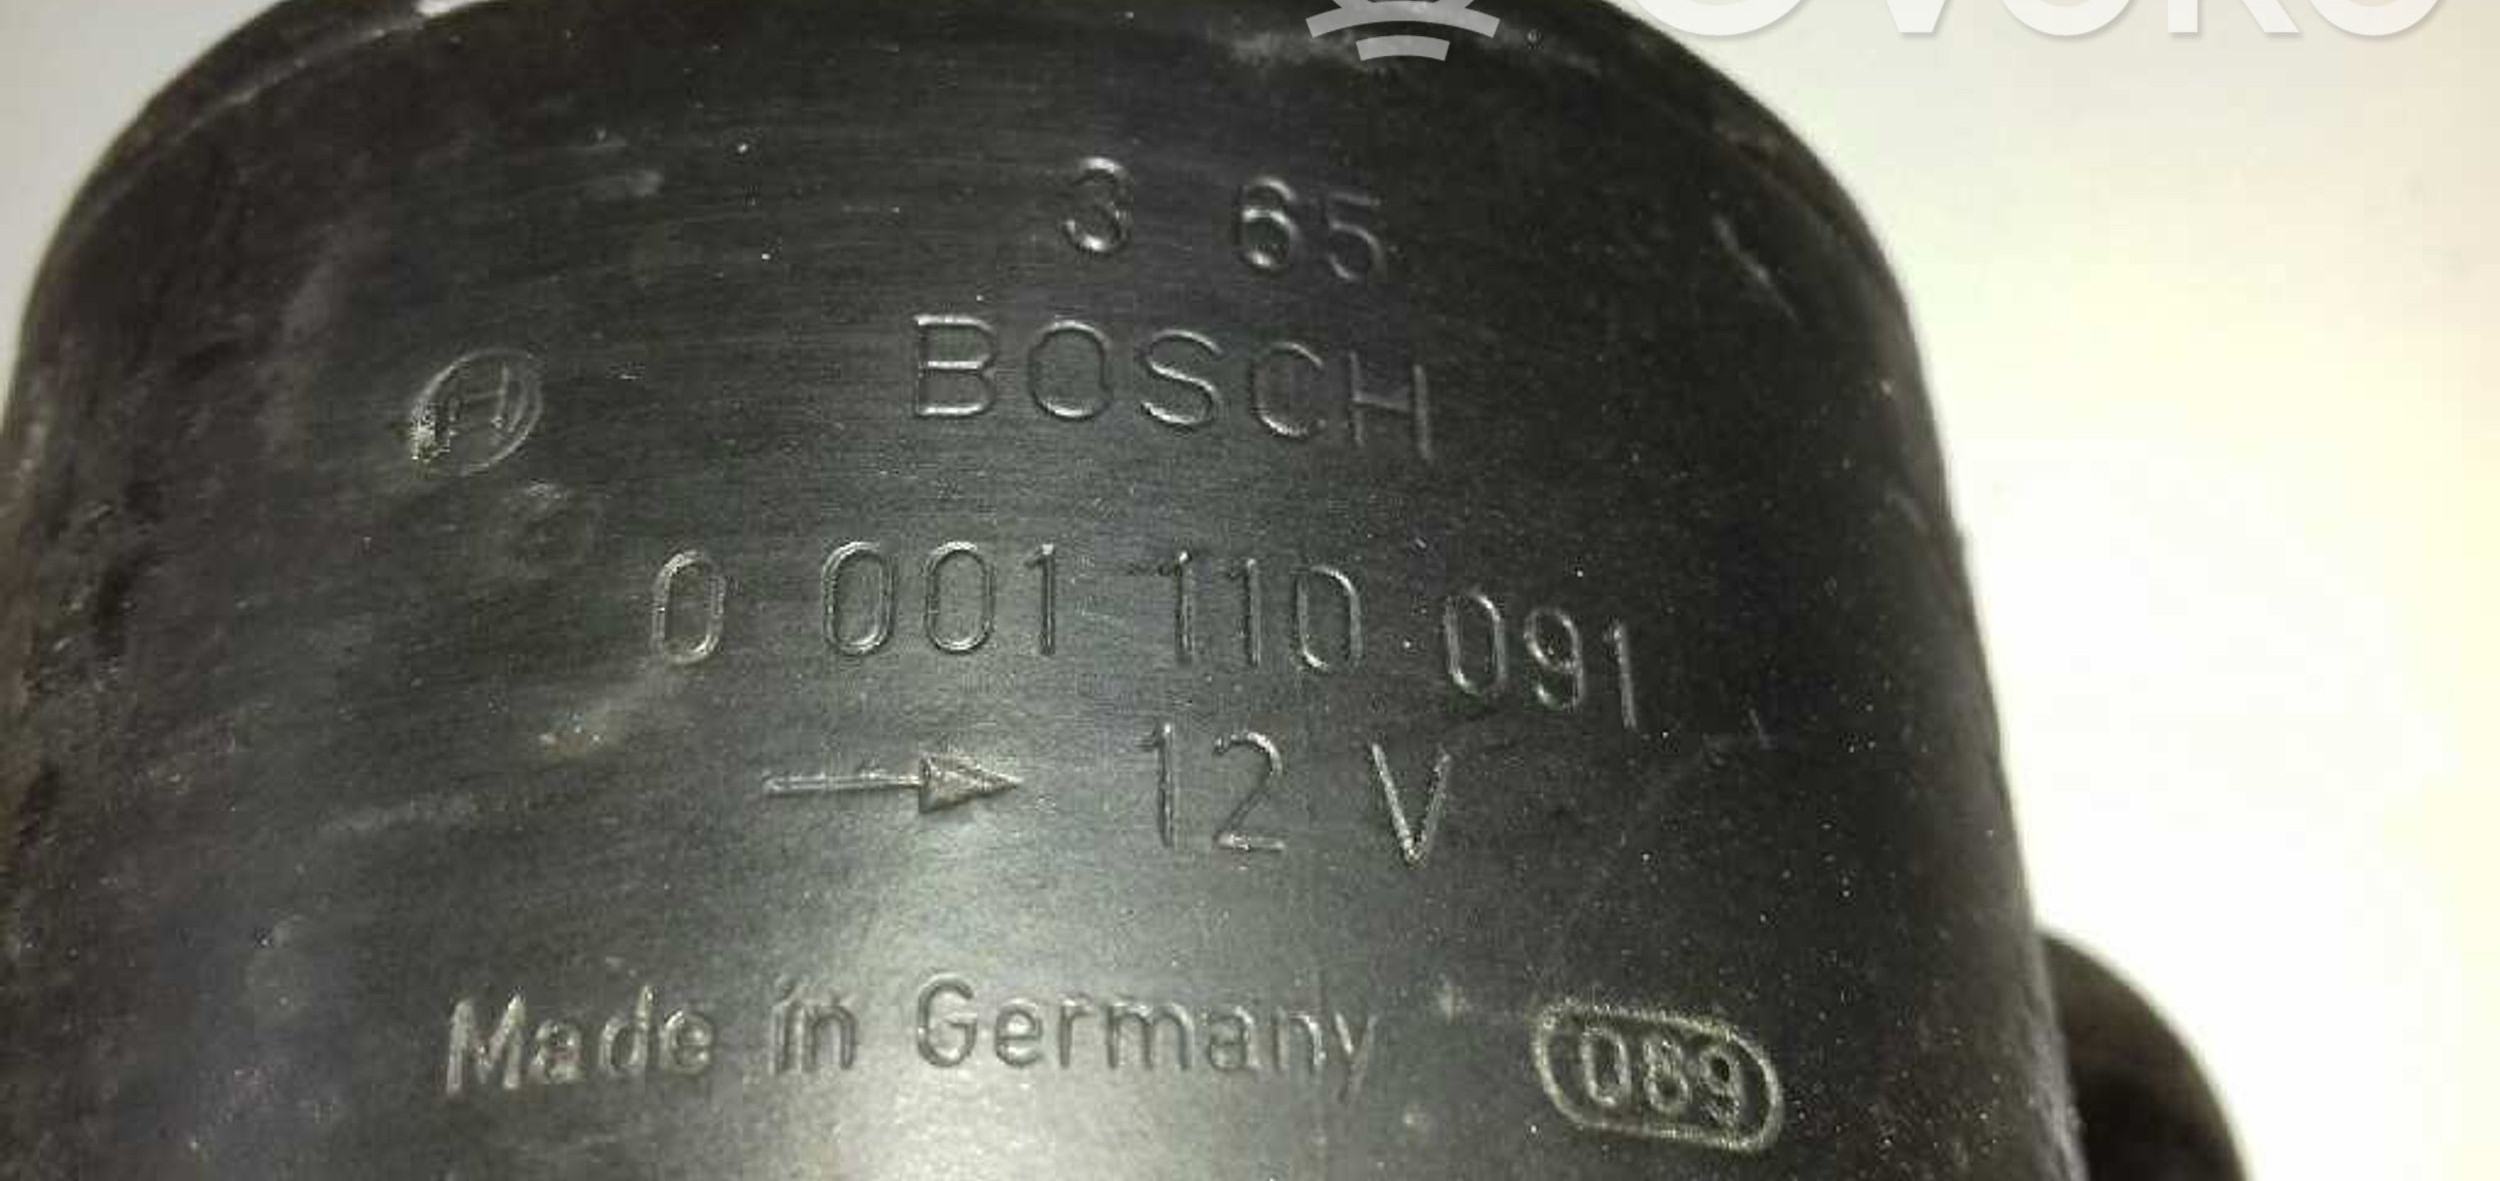 3 65
BOSCH
0 001 110 091
12 V
Made in Germany 089